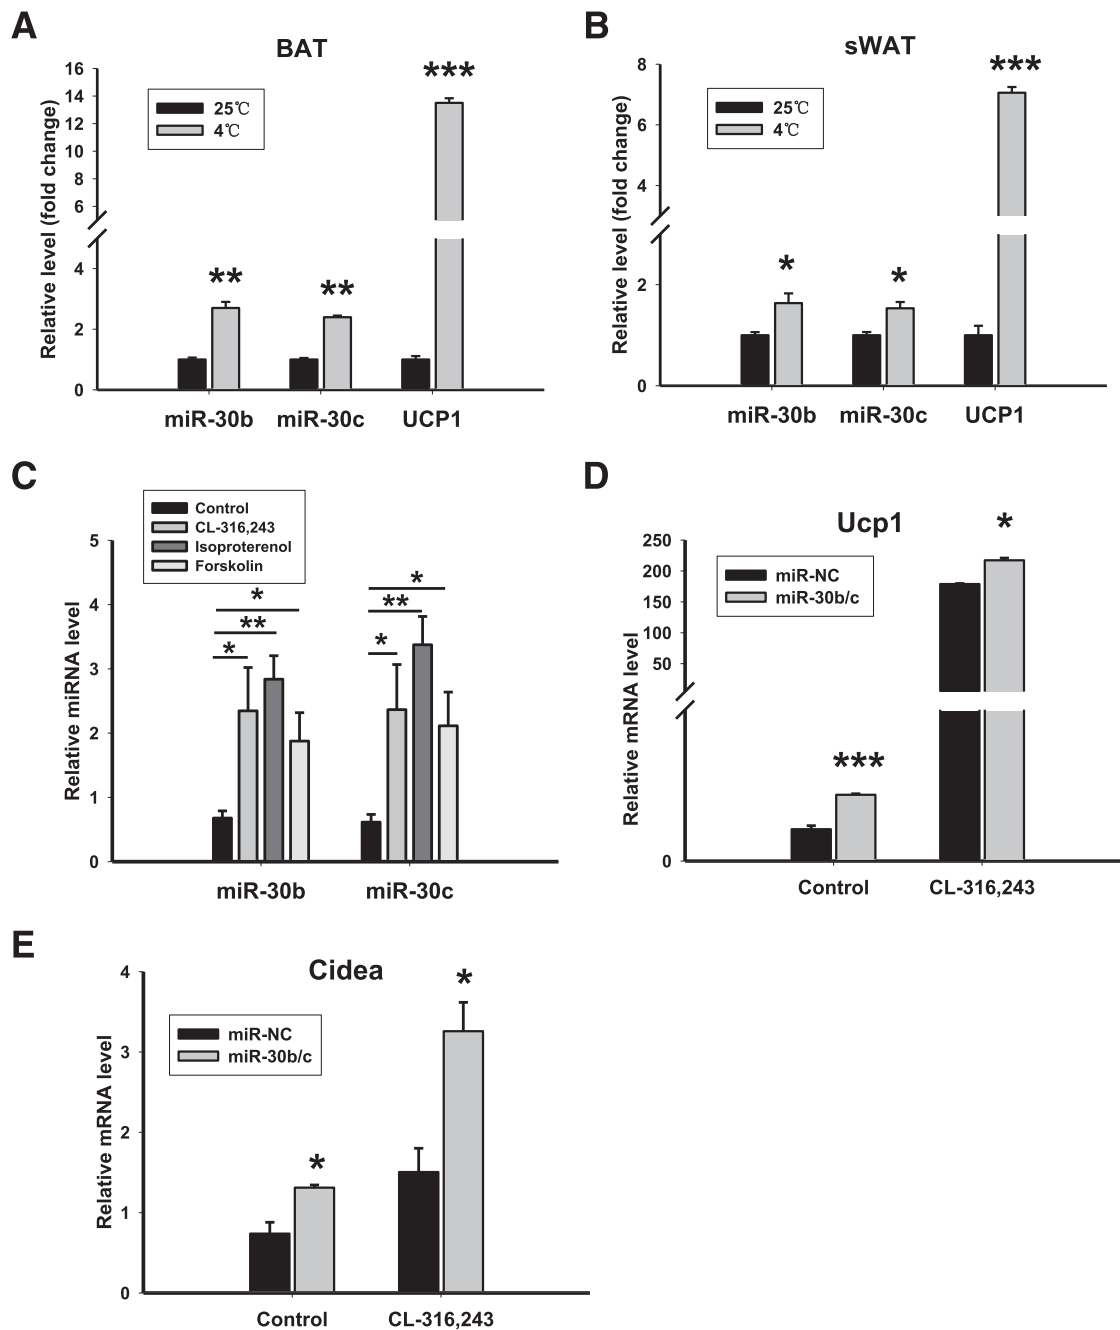 A
BAT
Relative level (fold change)
16
14
12
10
8
6
4
2
0
25℃
4℃
**
**
***
miR-30b
miR-30c
UCP1
B
sWAT
Relative level (fold change)
8
6
4
2
0
25℃
4℃
*
*
***
miR-30b
miR-30c
UCP1
C
Control
CL-316,243
Isoproterenol
Forskolin
Relative miRNA level
5
4
3
2
1
0
*
**
*
*
**
*
miR-30b
miR-30c
D
Ucp1
Relative mRNA level
250
200
150
100
50
0
miR-NC
miR-30b/c
***
*
Control
CL-316,243
E
Cidea
Relative mRNA level
4
3
2
1
0
miR-NC
miR-30b/c
*
*
Control
CL-316,243